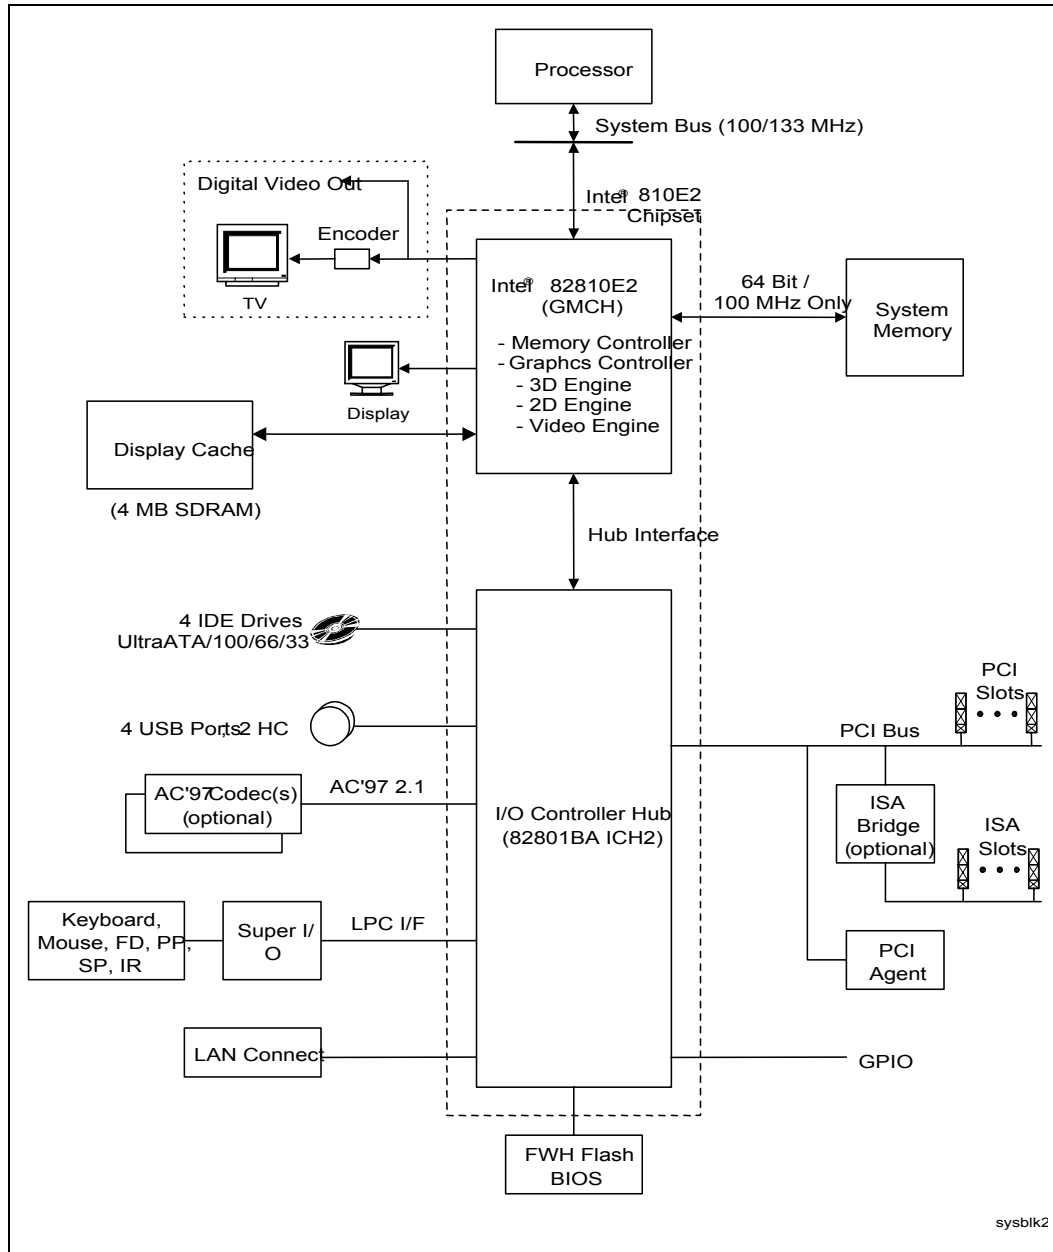 Processor
System Bus (100/133 MHz)
Digital Video Out
Intel® 810E2
Chipset
Encoder
TV
Intel® 82810E2
(GMCH)
- Memory Controller
- Graphcs Controller
- 3D Engine
- 2D Engine
- Video Engine
64 Bit /
100 MHz Only
System
Memory
Display
Display Cache
(4 MB SDRAM)
Hub Interface
4 IDE Drives
UltraATA/100/66/33
4 USB Ports; 2 HC
AC'97 Codec(s)
(optional)
AC'97 2.1
I/O Controller Hub
(82801BA ICH2)
PCI
Slots
PCI Bus
ISA
Bridge
(optional)
ISA
Slots
Keyboard,
Mouse, FD, PP,
SP, IR
Super I/
O
LPC I/F
PCI
Agent
LAN Connect
GPIO
FWH Flash
BIOS
sysblk2